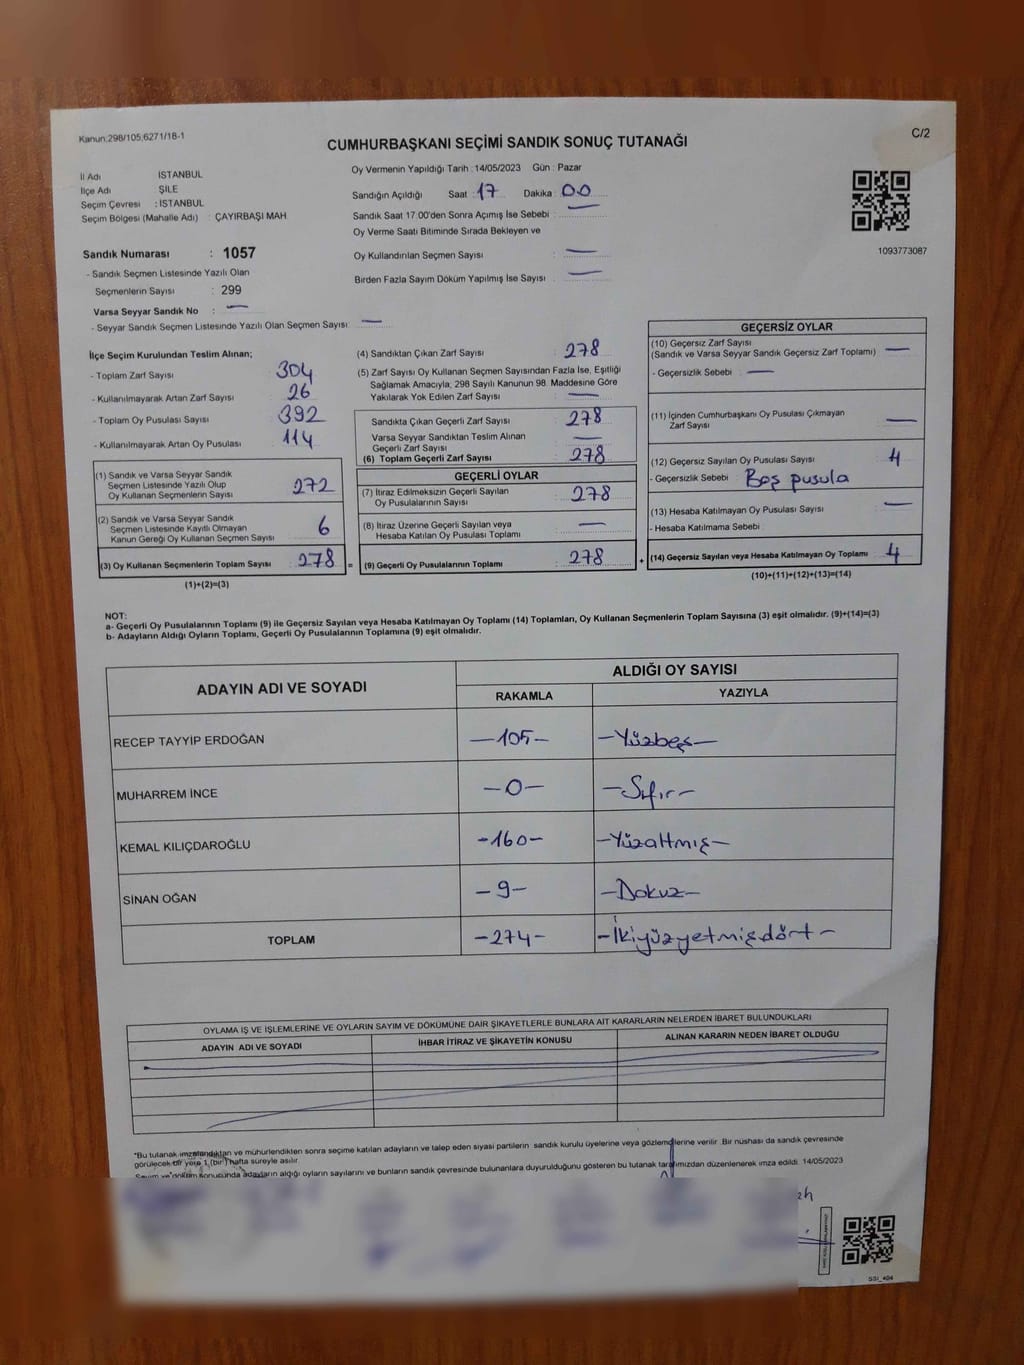 Kanun:298/105,6271/18-1
C/2
CUMHURBAŞKANI SEÇİMİ SANDIK SONUÇ TUTANAĞI
İl Adı İSTANBUL
İlçe Adı ŞİLE
Seçim Çevresi : İSTANBUL
Seçim Bölgesi (Mahalle Adı) : ÇAYIRBAŞI MAH
Sandık Numarası : 1057
- Sandık Seçmen Listesinde Yazılı Olan
Seçmenlerin Sayısı : 299
Varsa Seyyar Sandık No : —
- Seyyar Sandık Seçmen Listesinde Yazılı Olan Seçmen Sayısı: —
Oy Vermenin Yapıldığı Tarih : 14/05/2023 Gün : Pazar
Sandığın Açıldığı Saat : 17 Dakika : 00
Sandık Saat 17.00'den Sonra Açımış İse Sebebi : —
Oy Verme Saati Bitiminde Sırada Bekleyen ve
Oy Kullandırılan Seçmen Sayısı : —
Birden Fazla Sayım Döküm Yapılmış İse Sayısı : —
1093773087
İlçe Seçim Kurulundan Teslim Alınan;
- Toplam Zarf Sayısı : 304
- Kullanılmayarak Artan Zarf Sayısı : 26
- Toplam Oy Pusulası Sayısı : 392
- Kullanılmayarak Artan Oy Pusulası : 114
(1) Sandık ve Varsa Seyyar Sandık
Seçmen Listesinde Yazılı Olup
Oy Kullanan Seçmenlerin Sayısı : 272
(2) Sandık ve Varsa Seyyar Sandık
Seçmen Listesinde Kayıtlı Olmayan
Kanun Gereği Oy Kullanan Seçmen Sayısı : 6
(3) Oy Kullanan Seçmenlerin Toplam Sayısı : 278
(1)+(2)=(3)
(4) Sandıktan Çıkan Zarf Sayısı : 278
(5) Zarf Sayısı Oy Kullanan Seçmen Sayısından Fazla İse, Eşitliği
Sağlamak Amacıyla, 298 Sayılı Kanunun 98. Maddesine Göre
Yakılarak Yok Edilen Zarf Sayısı : —
Sandıkta Çıkan Geçerli Zarf Sayısı : 278
Varsa Seyyar Sandıktan Teslim Alınan
Geçerli Zarf Sayısı : —
(6) Toplam Geçerli Zarf Sayısı : 278
GEÇERLİ OYLAR
(7) İtiraz Edilmeksizin Geçerli Sayılan
Oy Pusulalarının Sayısı : 278
(8) İtiraz Üzerine Geçerli Sayılan veya
Hesaba Katılan Oy Pusulası Toplamı : —
= (9) Geçerli Oy Pusulalarının Toplamı : 278 +
GEÇERSİZ OYLAR
(10) Geçersiz Zarf Sayısı
(Sandık ve Varsa Seyyar Sandık Geçersiz Zarf Toplamı) : —
- Geçersizlik Sebebi : —
(11) İçinden Cumhurbaşkanı Oy Pusulası Çıkmayan
Zarf Sayısı : —
(12) Geçersiz Sayılan Oy Pusulası Sayısı : 4
- Geçersizlik Sebebi : Boş pusula
(13) Hesaba Katılmayan Oy Pusulası Sayısı : —
- Hesaba Katılmama Sebebi :
(14) Geçersiz Sayılan veya Hesaba Katılmayan Oy Toplamı : 4
(10)+(11)+(12)+(13)=(14)
NOT:
a- Geçerli Oy Pusulalarının Toplamı (9) ile Geçersiz Sayılan veya Hesaba Katılmayan Oy Toplamı (14) Toplamları, Oy Kullanan Seçmenlerin Toplam Sayısına (3) eşit olmalıdır. (9)+(14)=(3)
b- Adayların Aldığı Oyların Toplamı, Geçerli Oy Pusulalarının Toplamına (9) eşit olmalıdır.
ADAYIN ADI VE SOYADI ALDIĞI OY SAYISI
RAKAMLA YAZIYLA
RECEP TAYYİP ERDOĞAN —105— —Yüzbeş—
MUHARREM İNCE —0— —Sıfır—
KEMAL KILIÇDAROĞLU —160— —Yüzaltmış—
SİNAN OĞAN —9— —Dokuz—
TOPLAM —274— —İkiyüzyetmişdört—
OYLAMA İŞ VE İŞLEMLERİNE VE OYLARIN SAYIM VE DÖKÜMÜNE DAİR ŞİKAYETLERLE BUNLARA AİT KARARLARIN NELERDEN İBARET BULUNDUKLARI
ADAYIN ADI VE SOYADI İHBAR İTİRAZ VE ŞİKAYETİN KONUSU ALINAN KARARIN NEDEN İBARET OLDUĞU
"Bu tutanak imzalandıktan ve mühürlendikten sonra seçime katılan adayların ve talep eden siyasi partilerin sandık kurulu üyelerine veya gözlemcilerine verilir .Bir nüshası da sandık çevresinde
görülecek bir yere 1 (bir) hafta süreyle asılır.
Sayım ve döküm sonucunda adayların aldığı oyların sayılarını ve bunların sandık çevresinde bulunanlara duyurulduğunu gösteren bu tutanak tarafımızdan düzenlenerek imza edildi. 14/05/2023
SSI_404